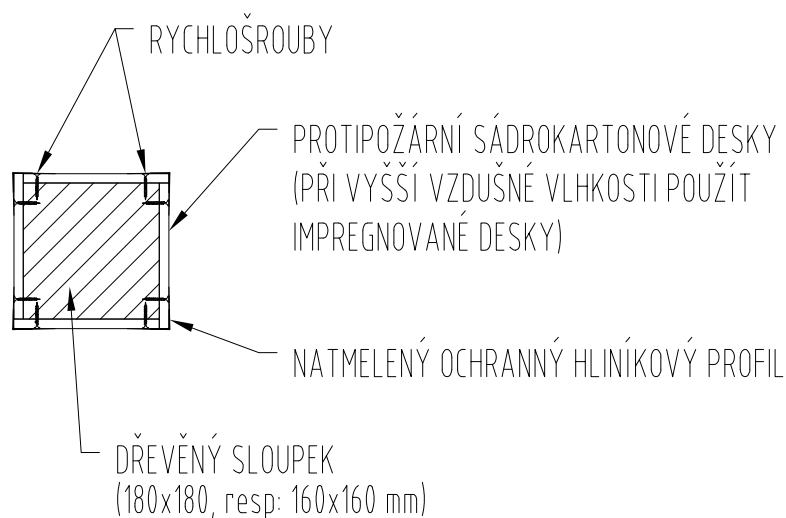 RYCHLOŠROUBY
PROTIPOŽÁRNÍ SÁDROKARTONOVÉ DESKY
(PŘI VYŠŠÍ VZDUŠNÉ VLHKOSTI POUŽÍT
IMPREGNOVANÉ DESKY)
NATMELENÝ OCHRANNÝ HLINÍKOVÝ PROFIL
DŘEVĚNÝ SLOUPEK
(180x180, resp: 160x160 mm)